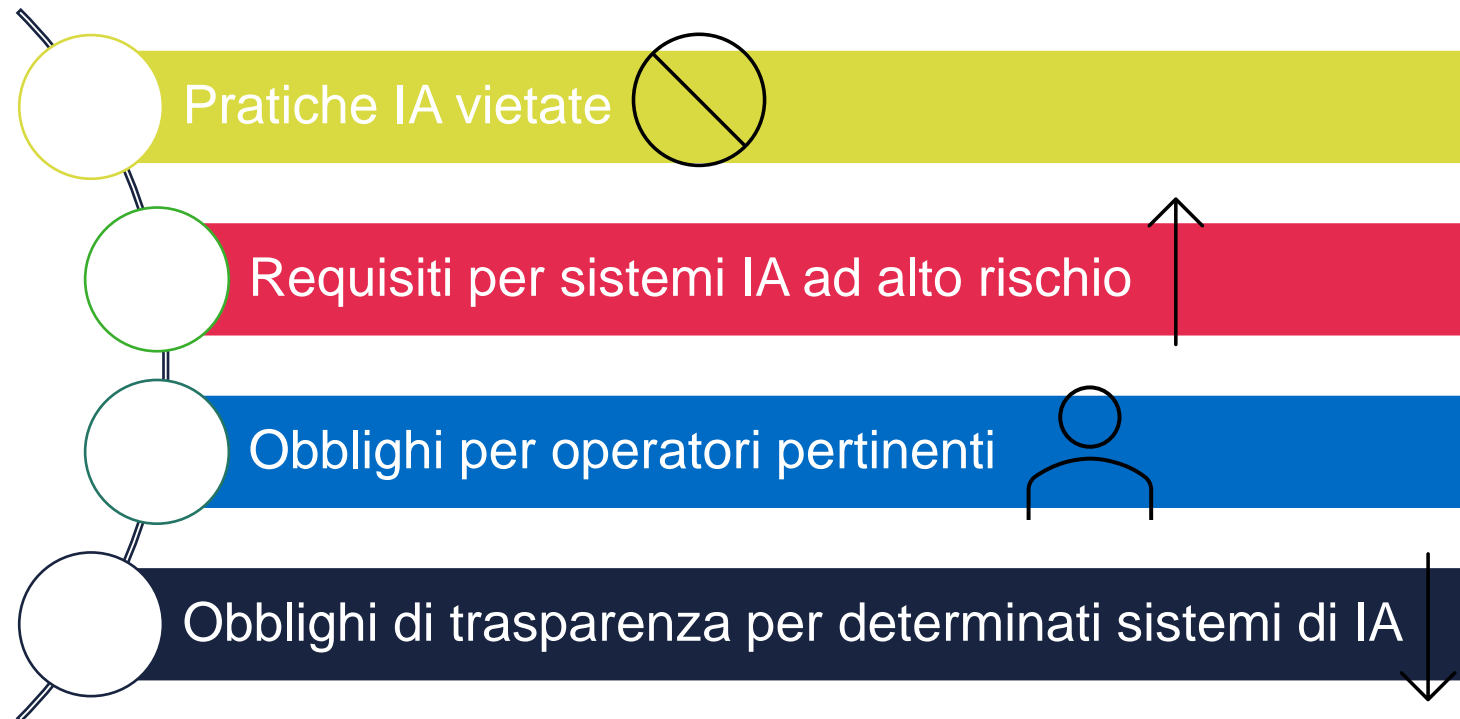 Pratiche IA vietate
Requisiti per sistemi IA ad alto rischio
Obblighi per operatori pertinenti
Obblighi di trasparenza per determinati sistemi di IA